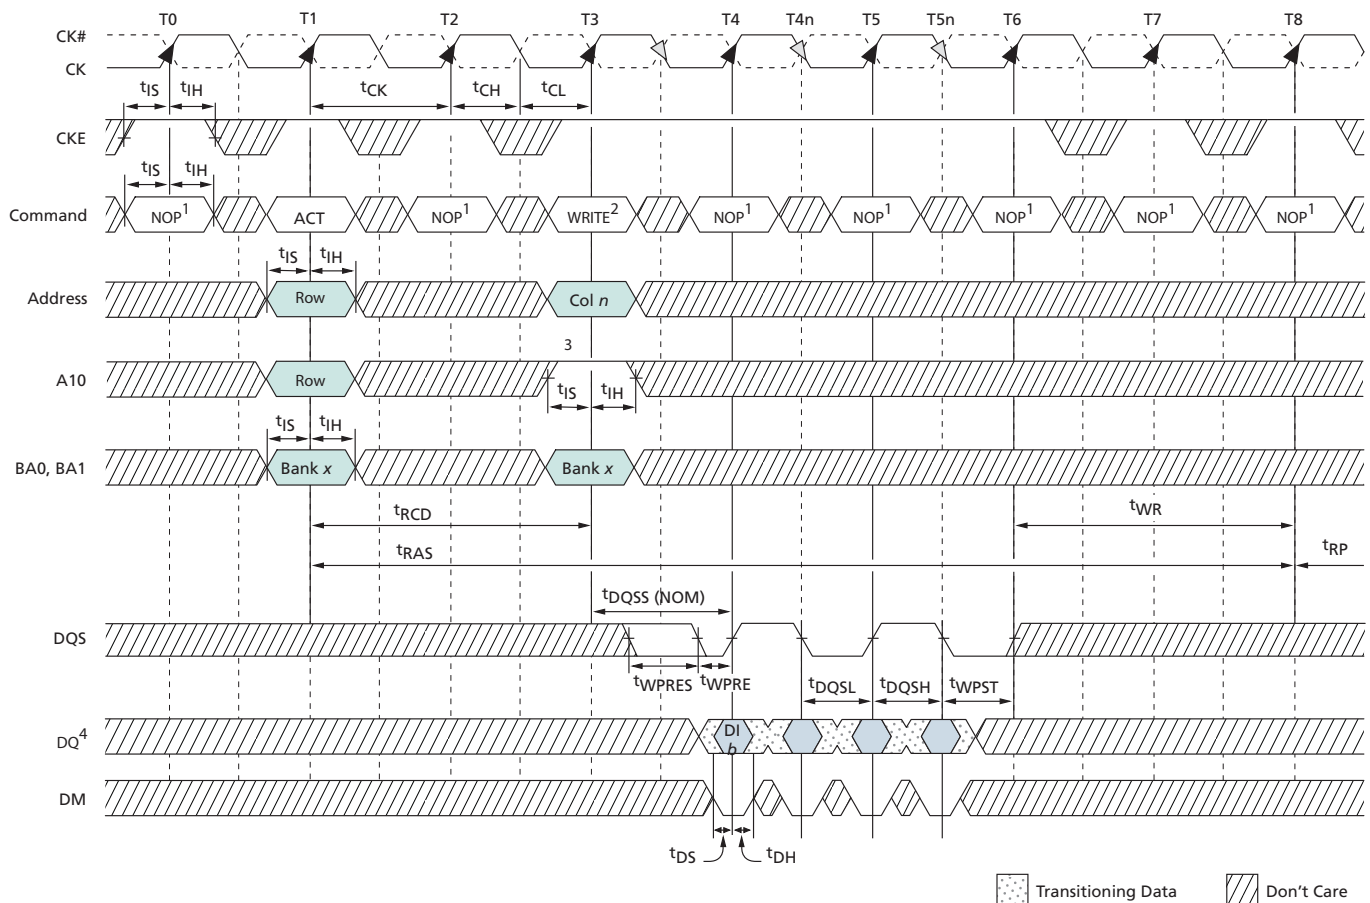 T0 T1 T2 T3 T4 T4n T5 T5n T6 T7 T8
CK#
CK
tIS tIH tCK tCH tCL
CKE
tIS tIH
Command NOP1 ACT NOP1 WRITE2 NOP1 NOP1 NOP1 NOP1 NOP1
tIS tIH
Address Row Col n
3
A10 Row
tIS tIH
tIS tIH
BA0, BA1 Bank x Bank x
tRCD tWR
tRAS tRP
tDQSS (NOM)
DQS
tWPRES tWPRE tDQSL tDQSH tWPST
DQ4 DI
b
DM
tDS tDH
Transitioning Data Don't Care